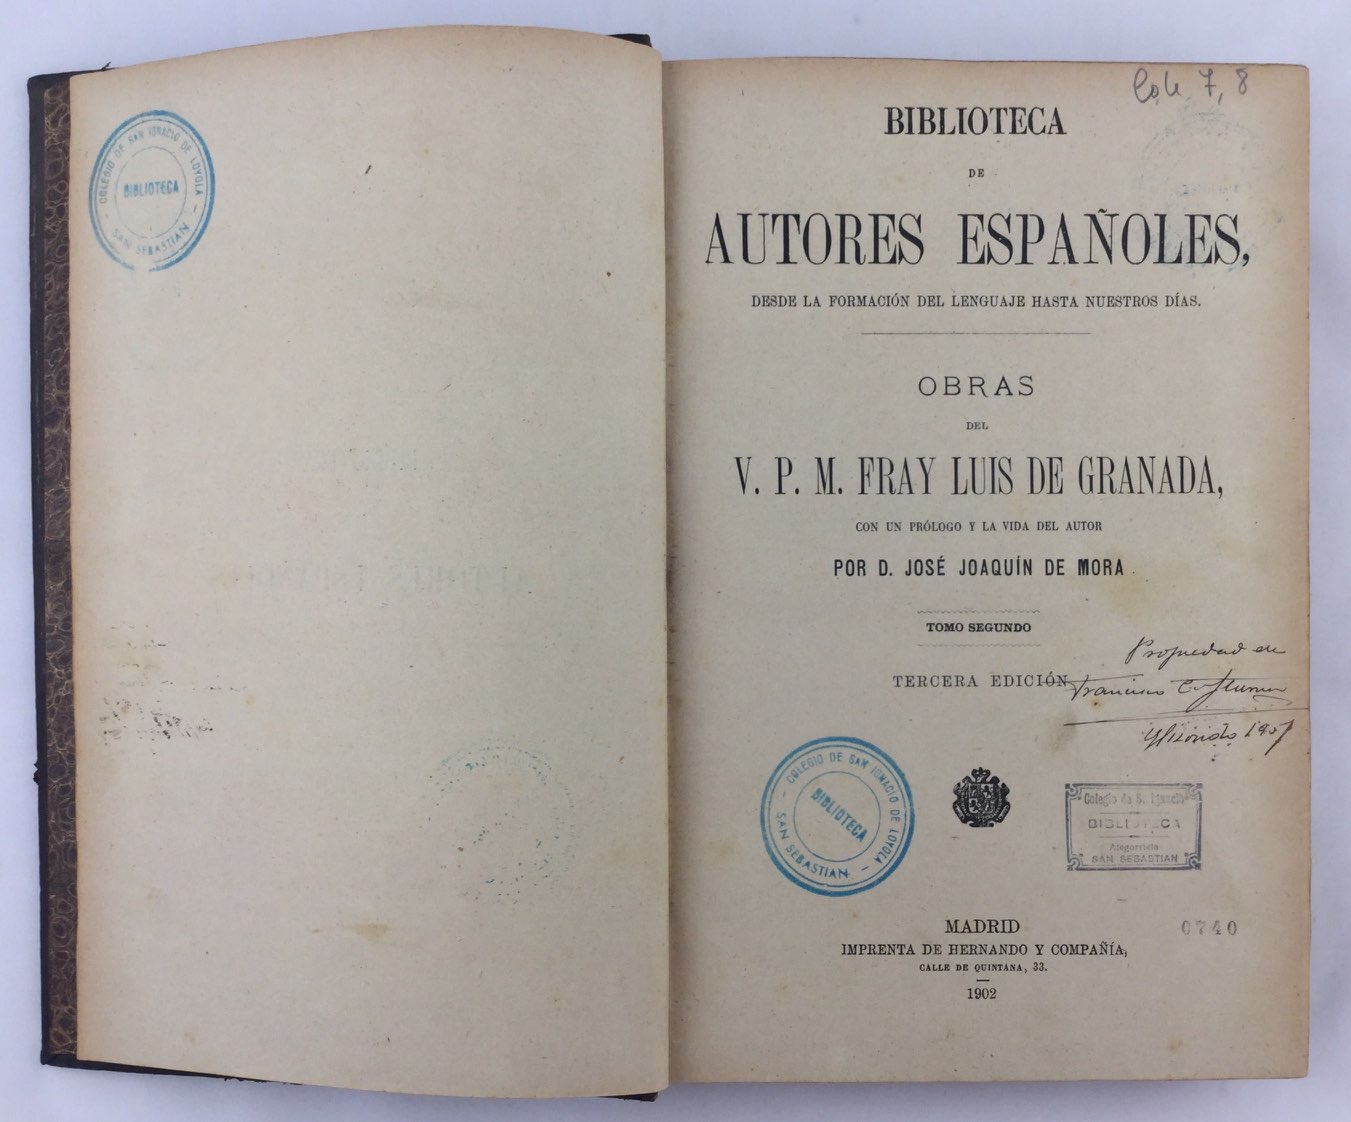 COLEGIO DE SAN IGNACIO DE LOYOLA
BIBLIOTECA
SAN SEBASTIAN
7, 8
BIBLIOTECA
DE
AUTORES ESPAÑOLES,
DESDE LA FORMACIÓN DEL LENGUAJE HASTA NUESTROS DÍAS.
OBRAS
DEL
V. P. M. FRAY LUIS DE GRANADA,
CON UN PRÓLOGO Y LA VIDA DEL AUTOR
POR D. JOSÉ JOAQUÍN DE MORA
TOMO SEGUNDO
Propiedad de
TERCERA EDICIÓN
Francisco
1907
COLEGIO DE SAN IGNACIO DE LOYOLA
BIBLIOTECA
SAN SEBASTIAN
Colegio de S. Ignacio
BIBLIOTECA
Ategorrieta
SAN SEBASTIAN
MADRID
0740
IMPRENTA DE HERNANDO Y COMPAÑÍA,
CALLE DE QUINTANA, 33.
1902